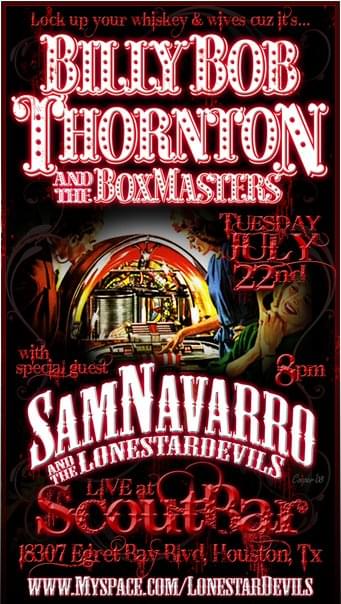 Lock up your whiskey & wives cuz it's...
BILLY BOB
THORNTON
AND THE BOXMASTERS
TUESDAY
JULY
22nd
with
special guest
8pm
SAM NAVARRO
AND THE LONESTARDEVILS
Cooper '08
LIVE at
ScoutBar
18307 Egret Bay Blvd, Houston, Tx
WWW.MYSPACE.COM/LONESTARDEVILS